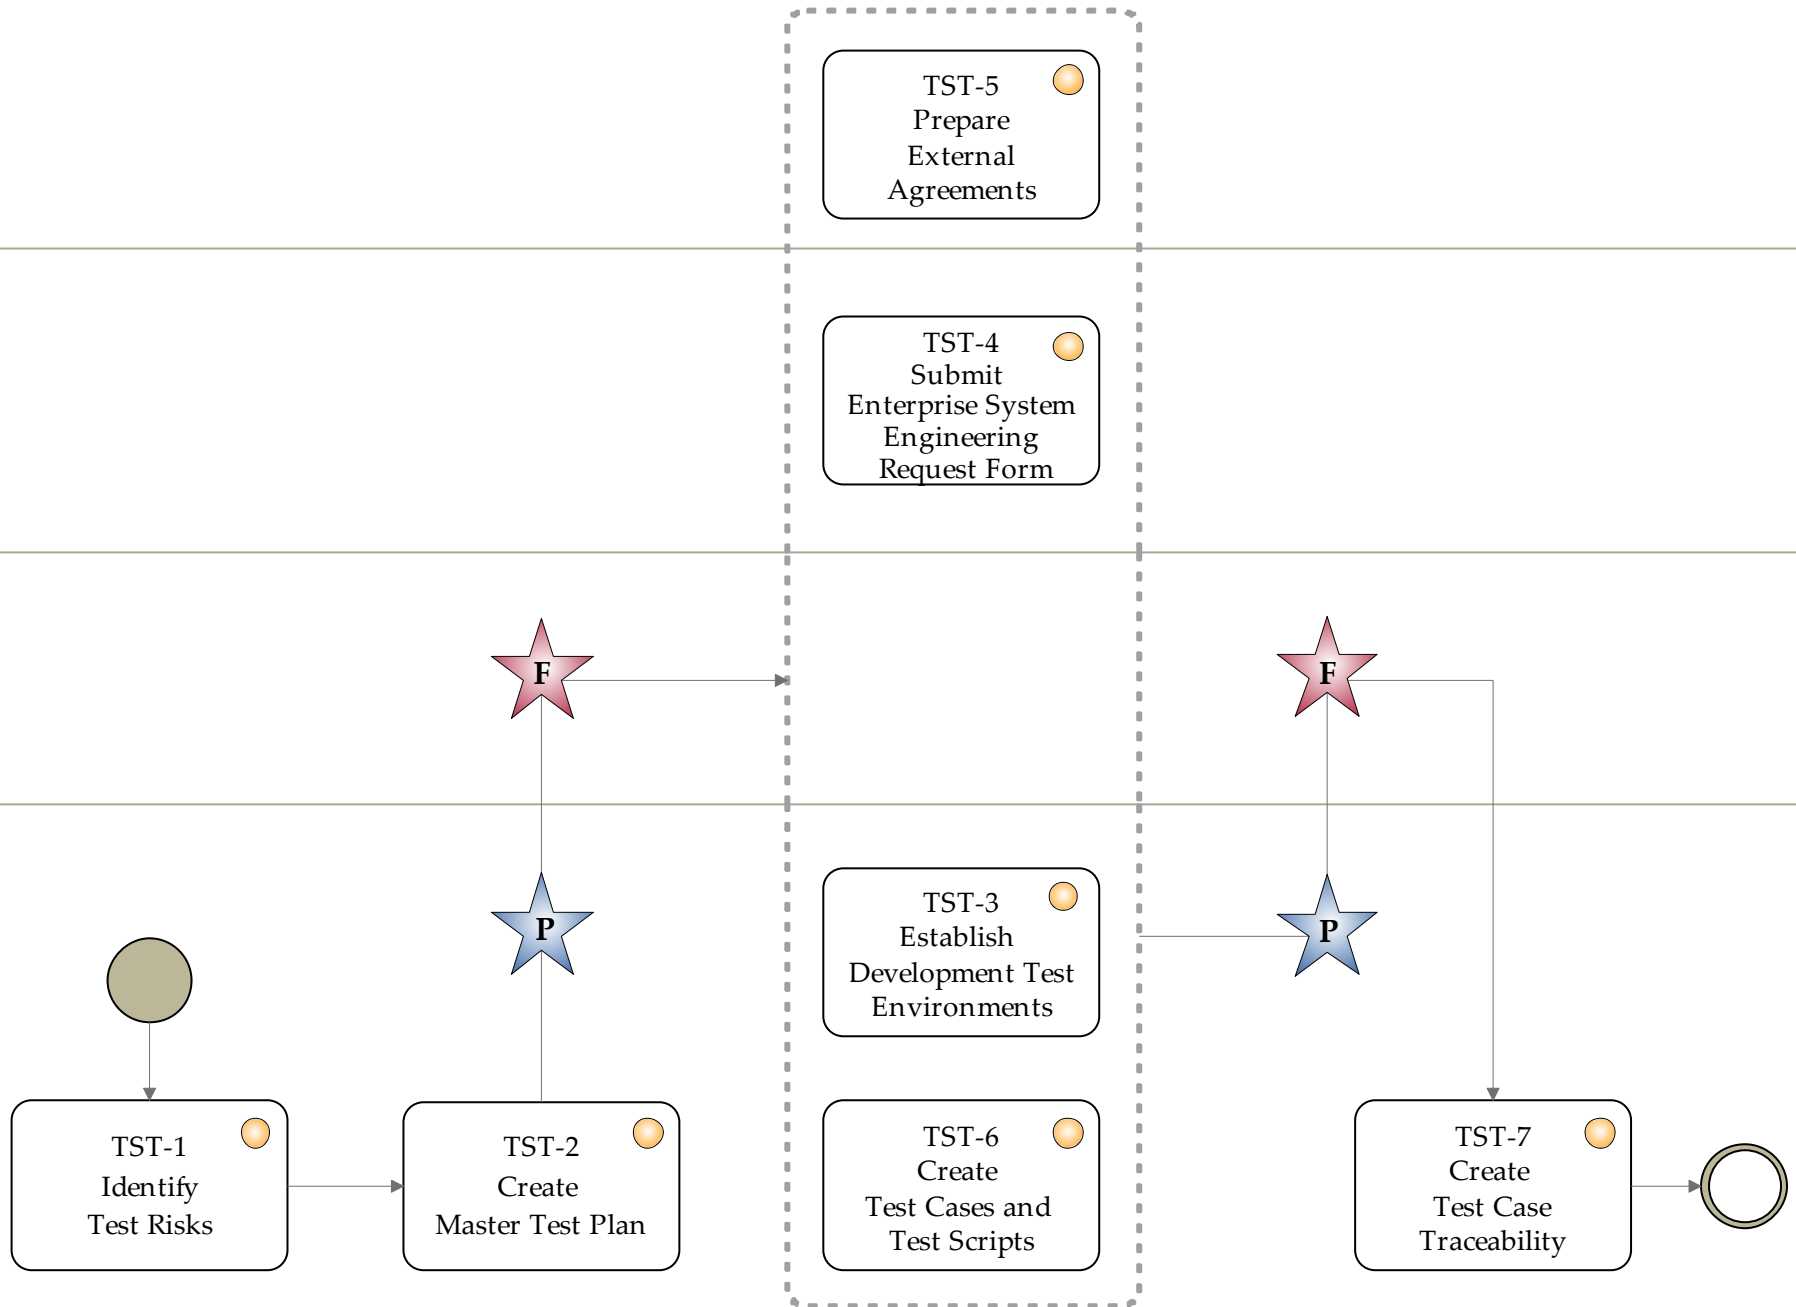 TST-5
Prepare
External
Agreements
TST-4
Submit
Enterprise System
Engineering
Request Form
F
F
P
P
TST-3
Establish
Development Test
Environments
TST-1
Identify
Test Risks
TST-2
Create
Master Test Plan
TST-6
Create
Test Cases and
Test Scripts
TST-7
Create
Test Case
Traceability